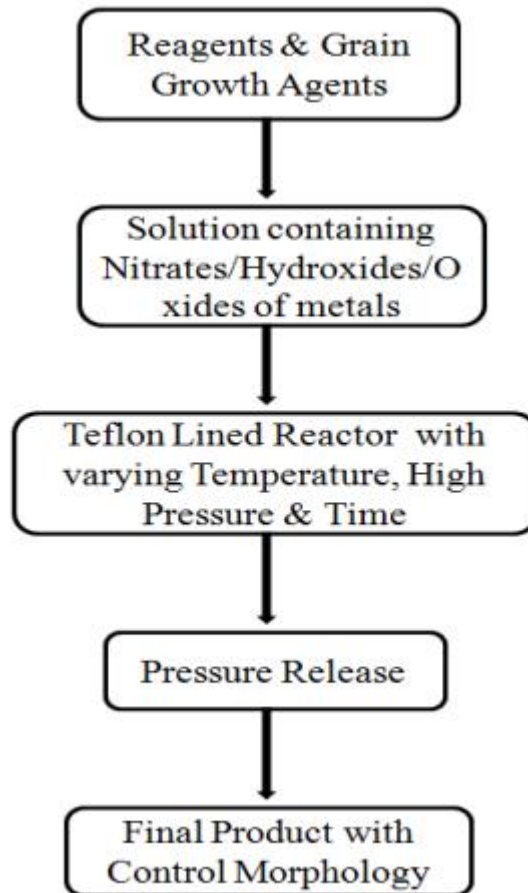 Reagents & Grain
Growth Agents
Solution containing
Nitrates/Hydroxides/O
xides of metals
Teflon Lined Reactor with
varying Temperature, High
Pressure & Time
Pressure Release
Final Product with
Control Morphology